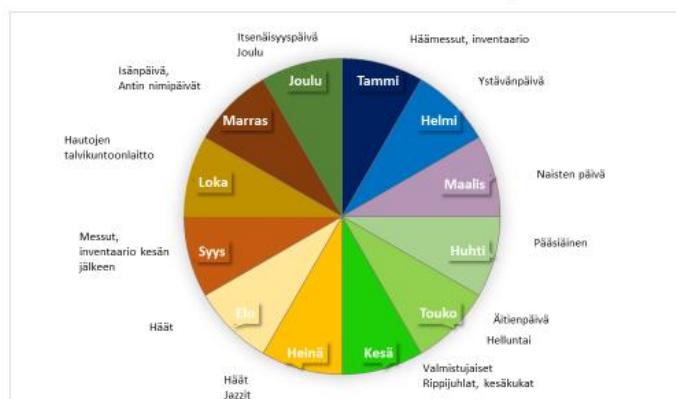 Itsenäisyyspäivä
Joulu
Häämessut, inventaario
Isänpäivä,
Antin nimipäivät
Joulu
Tammi
Ystävänpäivä
Marras
Helmi
Hautojen
talvikuntoonlaitto
Loka
Maalis
Naisten päivä
Messut,
inventaario kesän
jälkeen
Syys
Huhti
Pääsiäinen
Häät
Elo
Touko
Äitienpäivä
Helluntai
Heinä
Kesä
Häät
Jazzit
Valmistujaiset
Rippijuhlat, kesäkukat